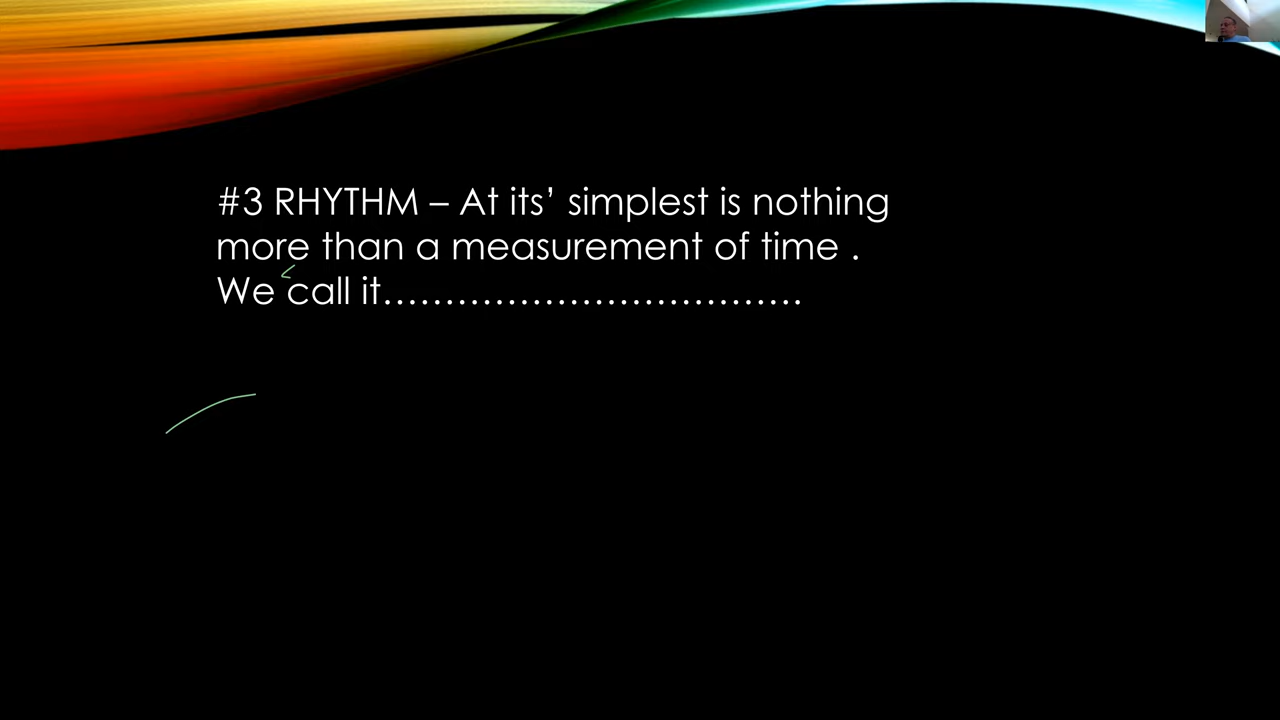 #3 RHYTHM – At its’ simplest is nothing
more than a measurement of time .
We call it……………………………